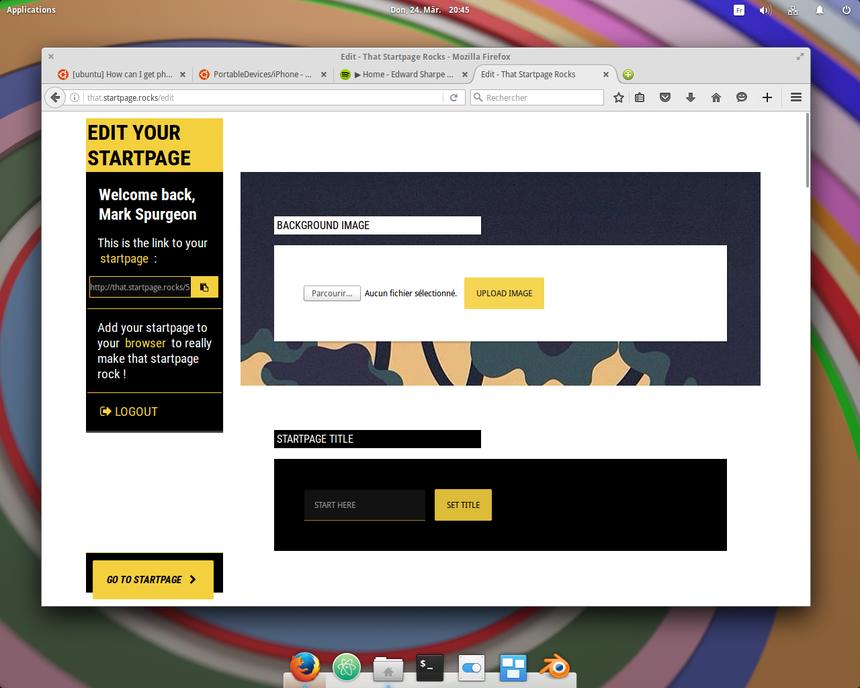 Applications
Don, 24. Mär. 20:45
Fr
Edit - That Startpage Rocks - Mozilla Firefox
[ubuntu] How can I get ph...
PortableDevices/iPhone - ...
▶ Home - Edward Sharpe ...
Edit - That Startpage Rocks
that.startpage.rocks/edit
Rechercher
EDIT YOUR
STARTPAGE
Welcome back,
Mark Spurgeon
This is the link to your
startpage :
http://that.startpage.rocks/5
Add your startpage to
your browser to really
make that startpage
rock !
LOGOUT
GO TO STARTPAGE
BACKGROUND IMAGE
Parcourir... Aucun fichier sélectionné. UPLOAD IMAGE
STARTPAGE TITLE
START HERE SET TITLE
$_